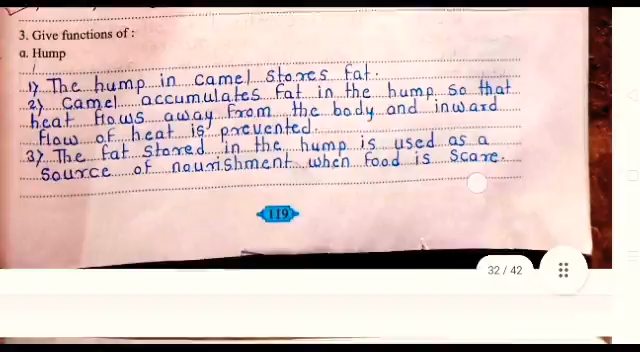 3. Give functions of :
a. Hump
1) The hump in camel stores fat.
2) Camel accumulates fat in the hump so that
heat flows away from the body and inward
flow of heat is prevented.
3) The fat stored in the hump is used as a
source of nourishment when food is scare.
119
32 / 42